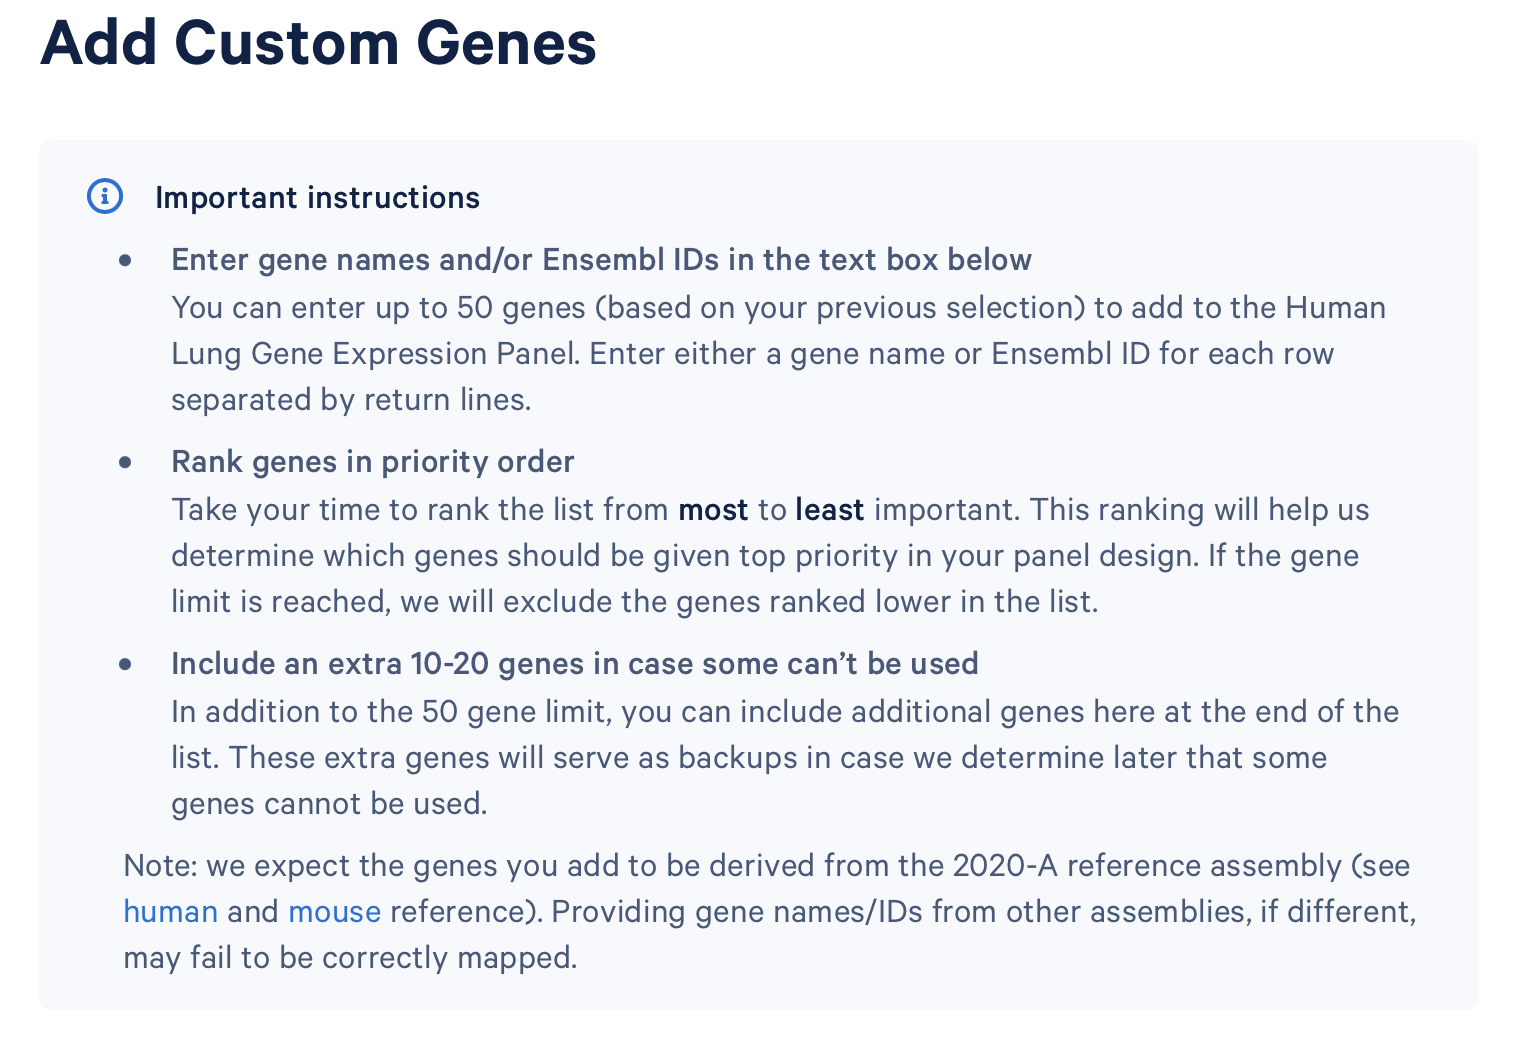 Add Custom Genes
Important instructions
Enter gene names and/or Ensembl IDs in the text box below
You can enter up to 50 genes (based on your previous selection) to add to the Human
Lung Gene Expression Panel. Enter either a gene name or Ensembl ID for each row
separated by return lines.
Rank genes in priority order
Take your time to rank the list from most to least important. This ranking will help us
determine which genes should be given top priority in your panel design. If the gene
limit is reached, we will exclude the genes ranked lower in the list.
Include an extra 10-20 genes in case some can’t be used
In addition to the 50 gene limit, you can include additional genes here at the end of the
list. These extra genes will serve as backups in case we determine later that some
genes cannot be used.
Note: we expect the genes you add to be derived from the 2020-A reference assembly (see
human and mouse reference). Providing gene names/IDs from other assemblies, if different,
may fail to be correctly mapped.